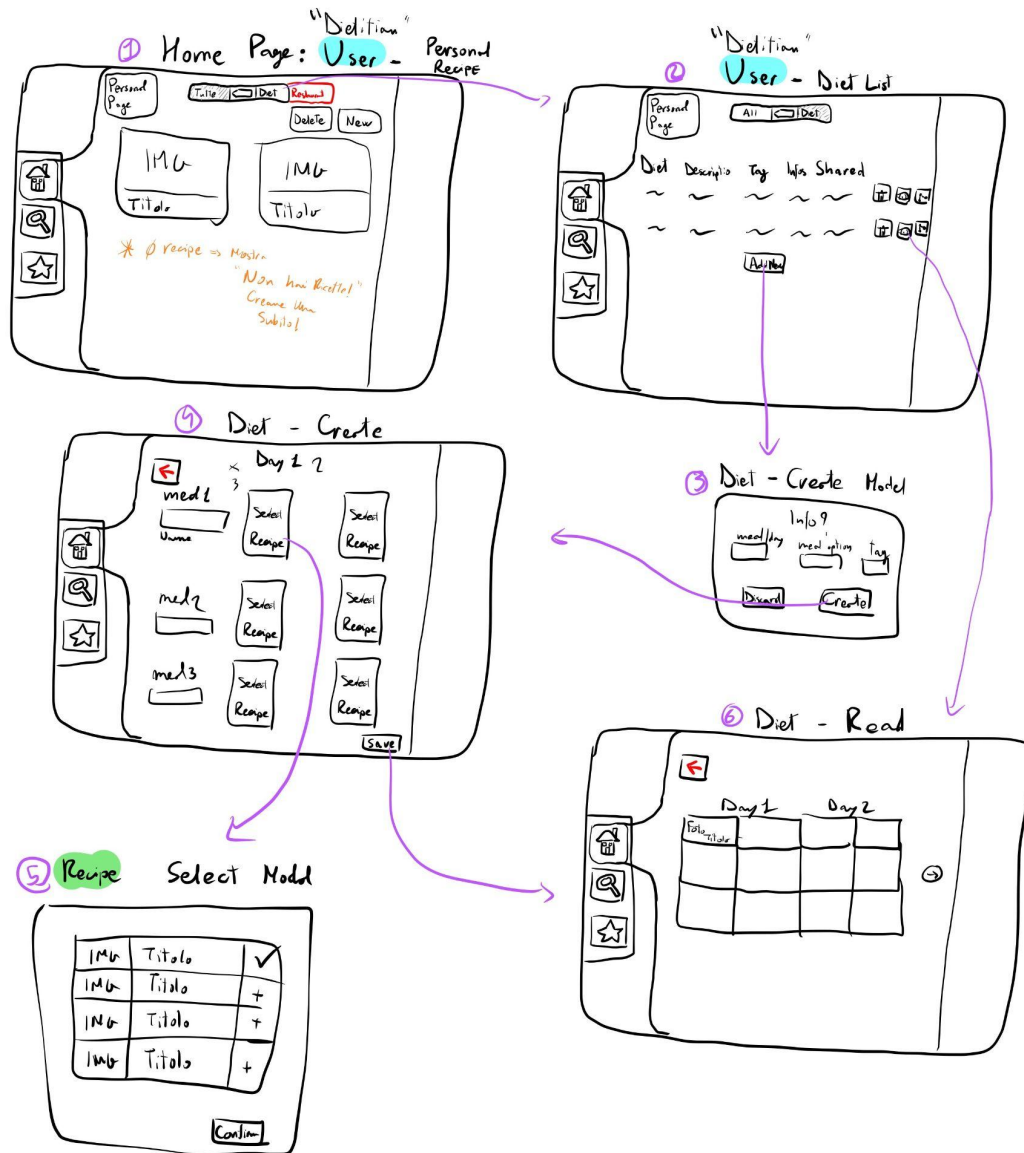 "Dietitian"
① Home Page: User - Personal Recipe
Personal Page
Tutte Diet
Delete New
IMG
Titolo
IMG
Titolo
* ∅ recipe => Mostra
"Non hai Ricette!"
Creane Una
Subito!
"Dietitian"
② User - Diet List
Personal Page
All Diet
Diet Descriptio Tag Infos Shared
Add New
③ Diet - Create Modal
Info?
meal/day meal option tag
Discard Create
④ Diet - Create
Day 1 2
x 3
meal 1
Name
Select Recipe
Select Recipe
meal 2
Select Recipe
Select Recipe
meal 3
Select Recipe
Select Recipe
Save
⑤ Recipe Select Modal
IMG Titolo ✓
IMG Titolo +
IMG Titolo +
IMG Titolo +
Confirm
⑥ Diet - Read
Day 1 Day 2
Foto Titolo